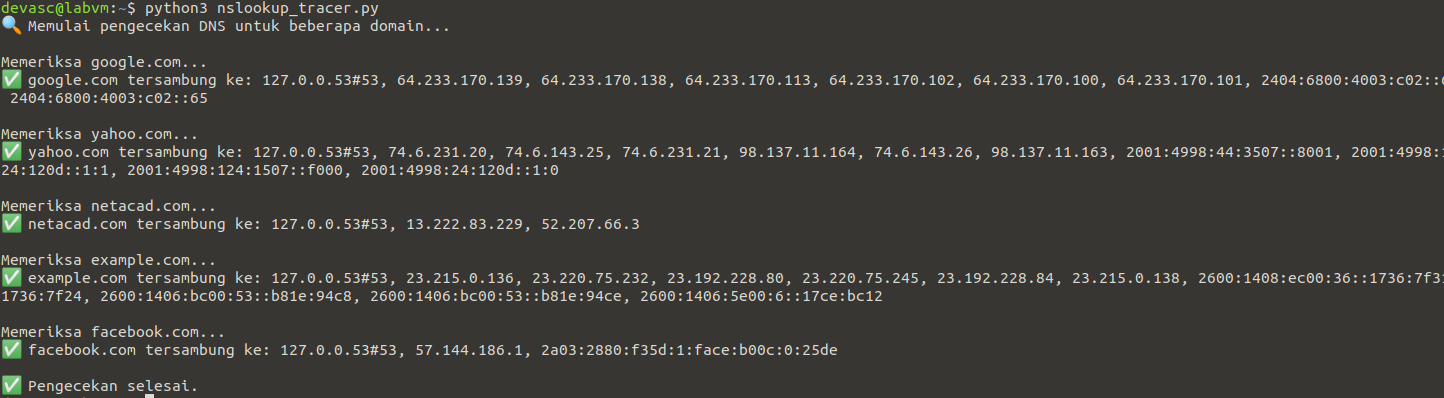 devasc@labvm:~$ python3 nslookup_tracer.py
🔍 Memulai pengecekan DNS untuk beberapa domain...
Memeriksa google.com...
✅ google.com tersambung ke: 127.0.0.53#53, 64.233.170.139, 64.233.170.138, 64.233.170.113, 64.233.170.102, 64.233.170.100, 64.233.170.101, 2404:6800:4003:c02::
2404:6800:4003:c02::65
Memeriksa yahoo.com...
✅ yahoo.com tersambung ke: 127.0.0.53#53, 74.6.231.20, 74.6.143.25, 74.6.231.21, 98.137.11.164, 74.6.143.26, 98.137.11.163, 2001:4998:44:3507::8001, 2001:4998:
24:120d::1:1, 2001:4998:124:1507::f000, 2001:4998:24:120d::1:0
Memeriksa netacad.com...
✅ netacad.com tersambung ke: 127.0.0.53#53, 13.222.83.229, 52.207.66.3
Memeriksa example.com...
✅ example.com tersambung ke: 127.0.0.53#53, 23.215.0.136, 23.220.75.232, 23.192.228.80, 23.220.75.245, 23.192.228.84, 23.215.0.138, 2600:1408:ec00:36::1736:7f3
1736:7f24, 2600:1406:bc00:53::b81e:94c8, 2600:1406:bc00:53::b81e:94ce, 2600:1406:5e00:6::17ce:bc12
Memeriksa facebook.com...
✅ facebook.com tersambung ke: 127.0.0.53#53, 57.144.186.1, 2a03:2880:f35d:1:face:b00c:0:25de
✅ Pengecekan selesai.